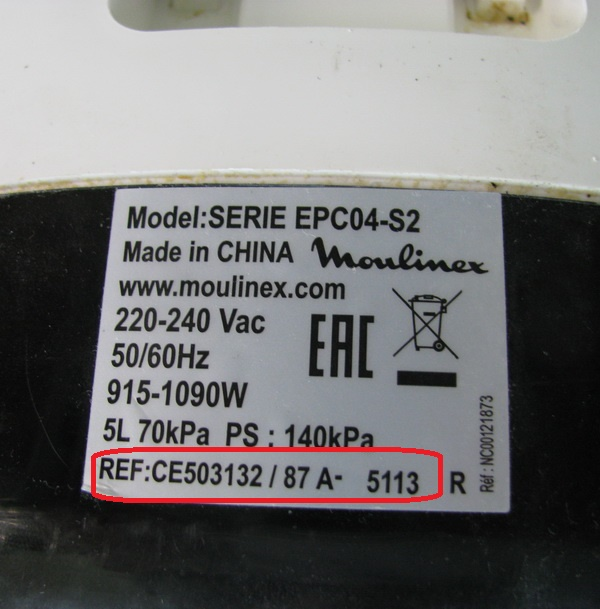 Model:SERIE EPC04-S2
Made in CHINA Moulinex
www.moulinex.com
220-240 Vac
50/60Hz
EAC
915-1090W
5L 70kPa PS : 140kPa
REF:CE503132 / 87 A- 5113 R
Réf : NC00121873